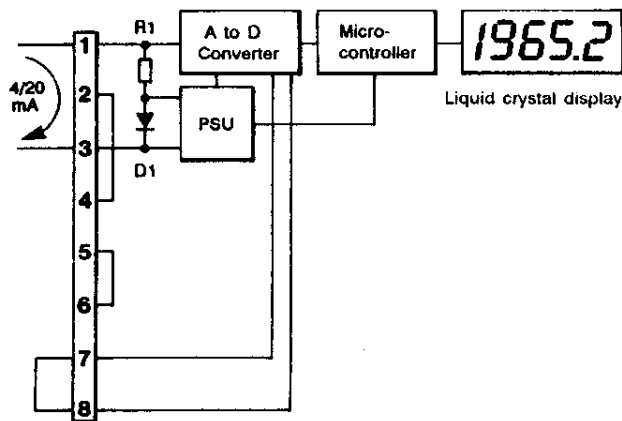 1
2
3
4
5
6
7
8
4/20
mA
R1
D1
A to D
Converter
PSU
Micro-
controller
1965.2
Liquid crystal display